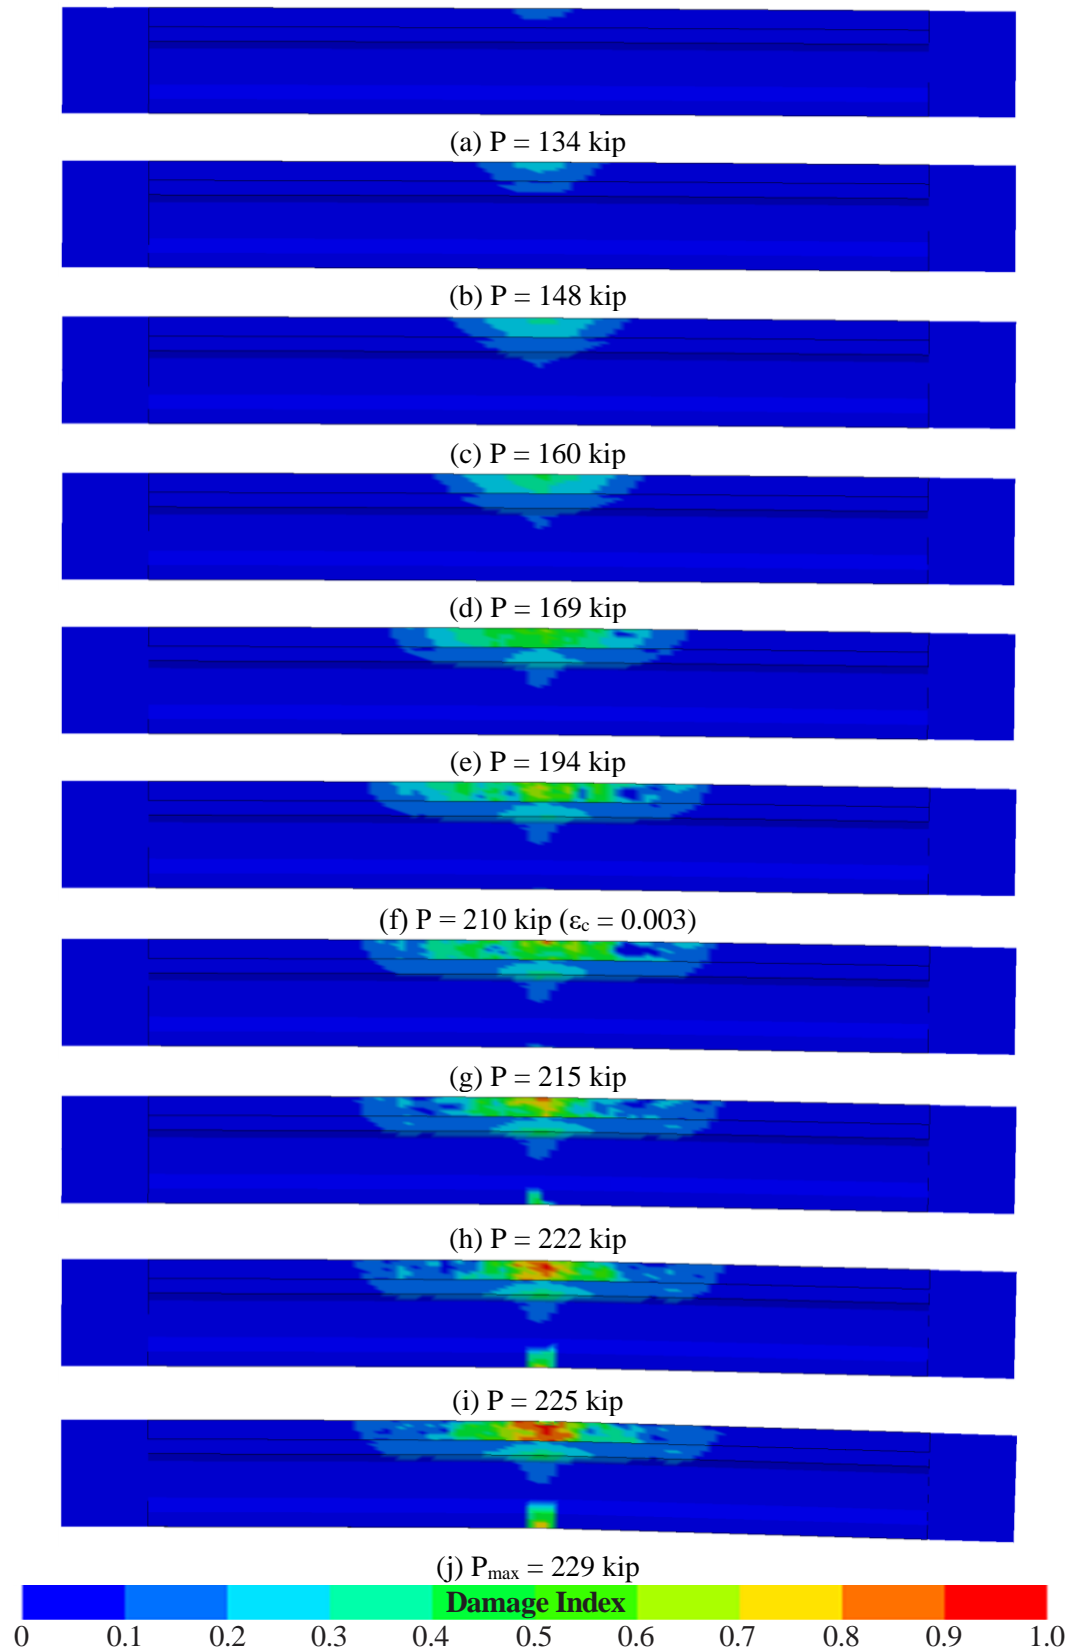 (a) P = 134 kip
(b) P = 148 kip
(c) P = 160 kip
(d) P = 169 kip
(e) P = 194 kip
(f) P = 210 kip (εc = 0.003)
(g) P = 215 kip
(h) P = 222 kip
(i) P = 225 kip
(j) Pmax = 229 kip
Damage Index
0 0.1 0.2 0.3 0.4 0.5 0.6 0.7 0.8 0.9 1.0